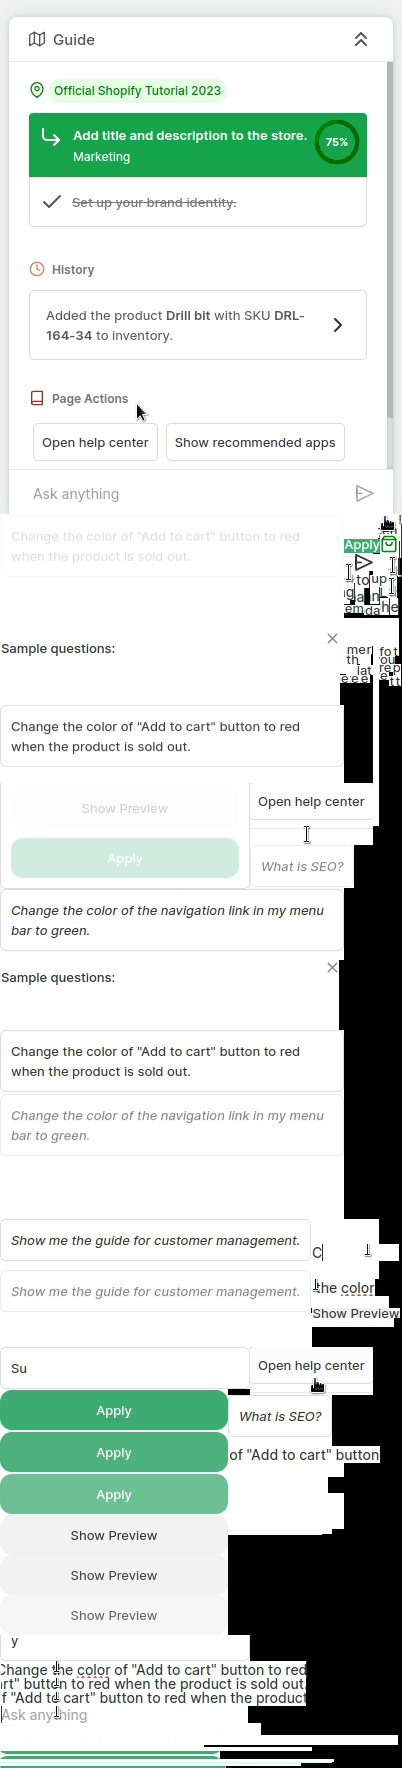 Guide
Official Shopify Tutorial 2023
Add title and description to the store.
Marketing
75%
Set up your brand identity.
History
Added the product Drill bit with SKU DRL-
164-34 to inventory.
Page Actions
Open help center
Show recommended apps
Ask anything
Change the color of "Add to cart" button to red
when the product is sold out.
Apply
Sample questions:
Change the color of "Add to cart" button to red
when the product is sold out.
Show Preview
Open help center
Apply
What is SEO?
Change the color of the navigation link in my menu
bar to green.
Sample questions:
Change the color of "Add to cart" button to red
when the product is sold out.
Change the color of the navigation link in my menu
bar to green.
Show me the guide for customer management.
C
Show me the guide for customer management.
the color
Show Preview
Su
Open help center
Apply
What is SEO?
Apply
of "Add to cart" button
Apply
Show Preview
Show Preview
Show Preview
y
Change the color of "Add to cart" button to red
rt" button to red when the product is sold out.
f "Add to cart" button to red when the product
Ask anything